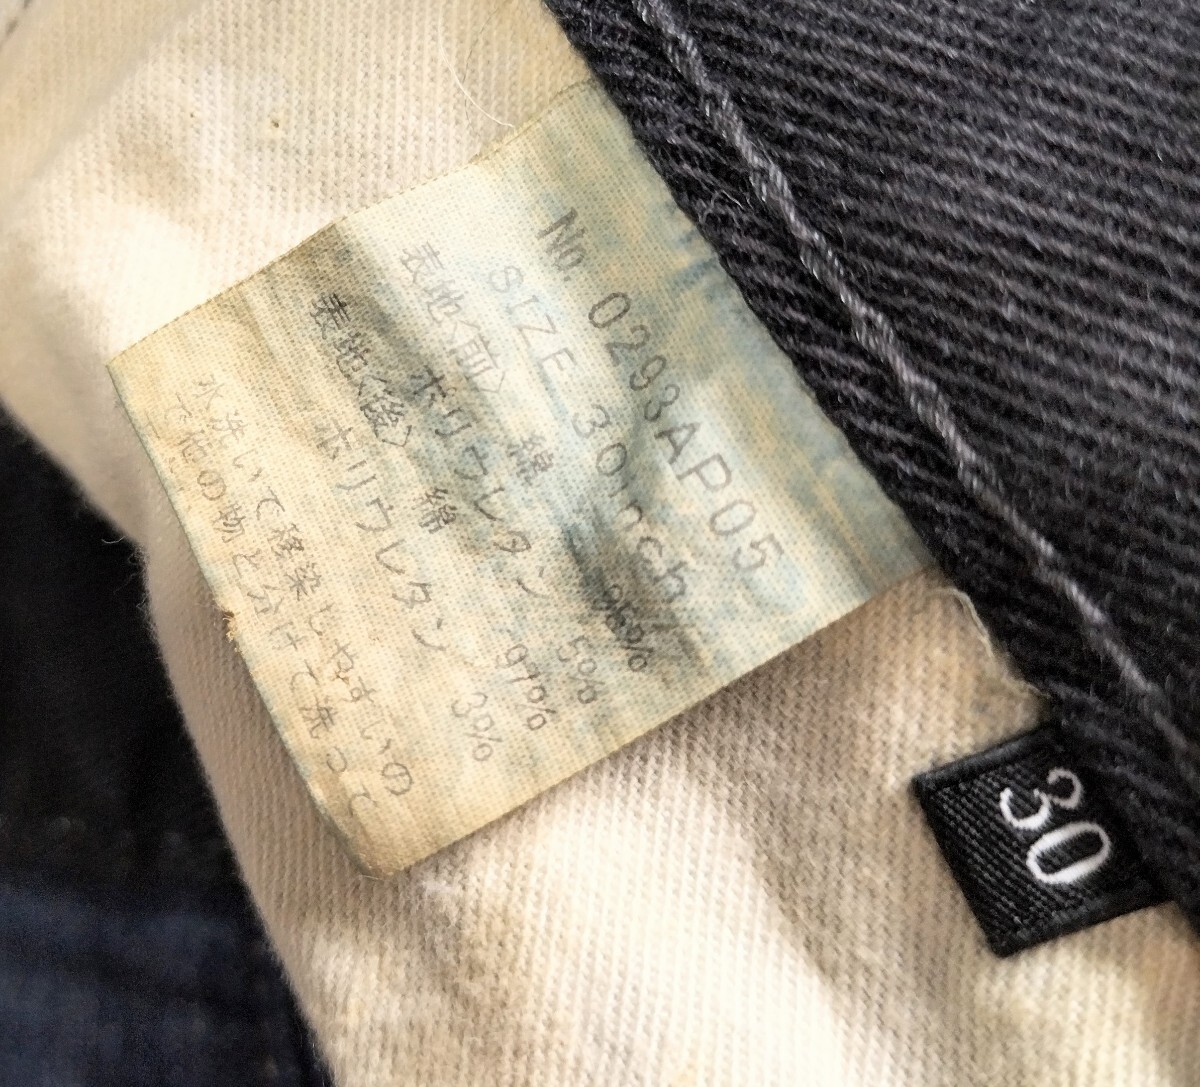 No. 0293AP05
SIZE 30inch
表地〈前〉 綿 %
ポリウレタン 5%
表地〈後〉 綿 97%
ポリウレタン 3%
水洗いで移染しやすいの
で他の物と分けて洗って
30